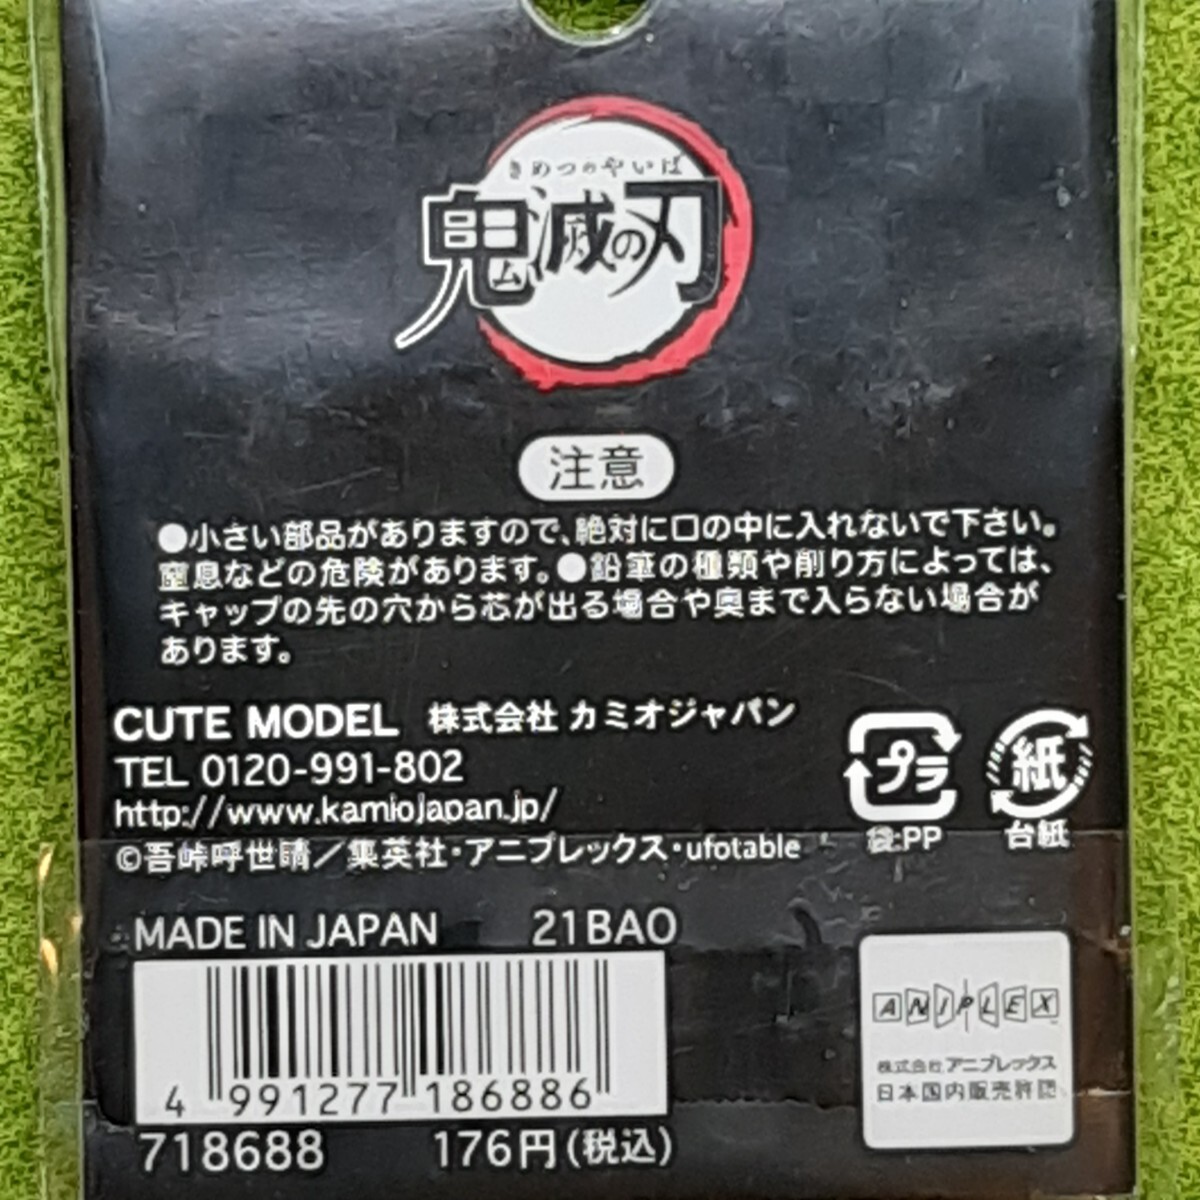 きめつのやいば
鬼滅の刃
注意
●小さい部品がありますので、絶対に口の中に入れないで下さい。
窒息などの危険があります。●鉛筆の種類や削り方によっては、
キャップの先の穴から芯が出る場合や奥まで入らない場合が
あります。
CUTE MODEL 株式会社 カミオジャパン
TEL 0120-991-802
http://www.kamiojapan.jp/
©吾峠呼世晴／集英社・アニプレックス・ufotable
プラ
袋:PP
紙
台紙
MADE IN JAPAN 21BAO
4 991277 186886
718688 176円(税込)
ANIPLEX
株式会社アニプレックス
日本国内販売許諾